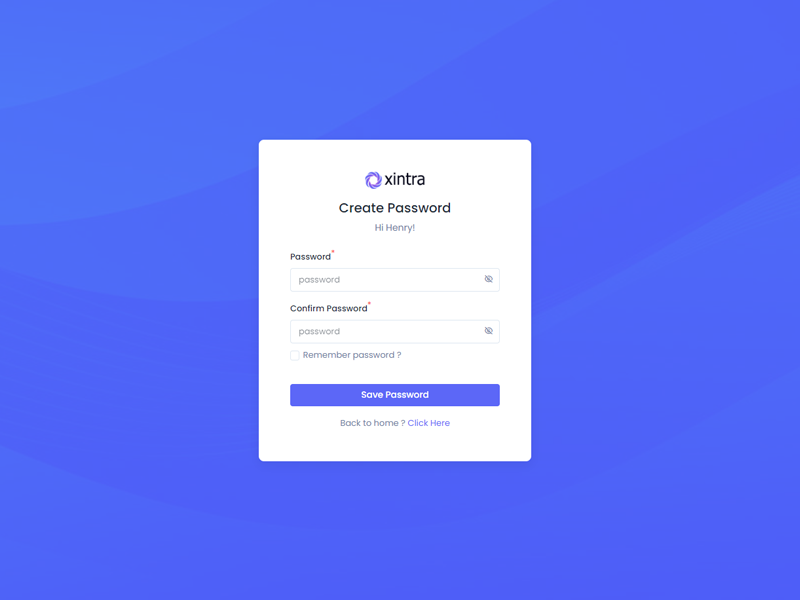 xintra
Create Password
Hi Henry!
Password*
password
Confirm Password*
password
Remember password ?
Save Password
Back to home ? Click Here